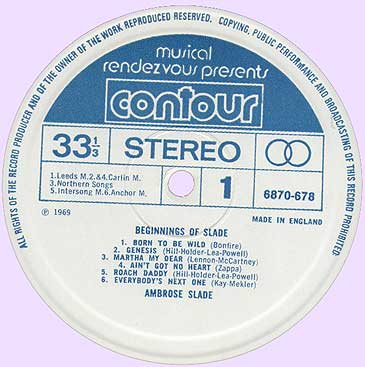 ALL RIGHTS OF THE RECORD PRODUCER AND OF THE OWNER OF THE WORK REPRODUCED RESERVED. COPYING, PUBLIC PERFORMANCE AND BROADCASTING OF THIS RECORD PROHIBITED
musical
rendezvous presents
contour
33 1/3 STEREO
1.Leeds M.2.&4.Carlin M.
3.Northern Songs
5.Intersong M.6.Anchor M.
1
6870-678
℗ 1969
MADE IN ENGLAND
BEGINNINGS OF SLADE
1. BORN TO BE WILD (Bonfire)
2. GENESIS (Hill-Holder-Lea-Powell)
3. MARTHA MY DEAR (Lennon-McCartney)
4. AIN'T GOT NO HEART (Zappa)
5. ROACH DADDY (Hill-Holder-Lea-Powell)
6. EVERYBODY'S NEXT ONE (Kay-Mekler)
AMBROSE SLADE